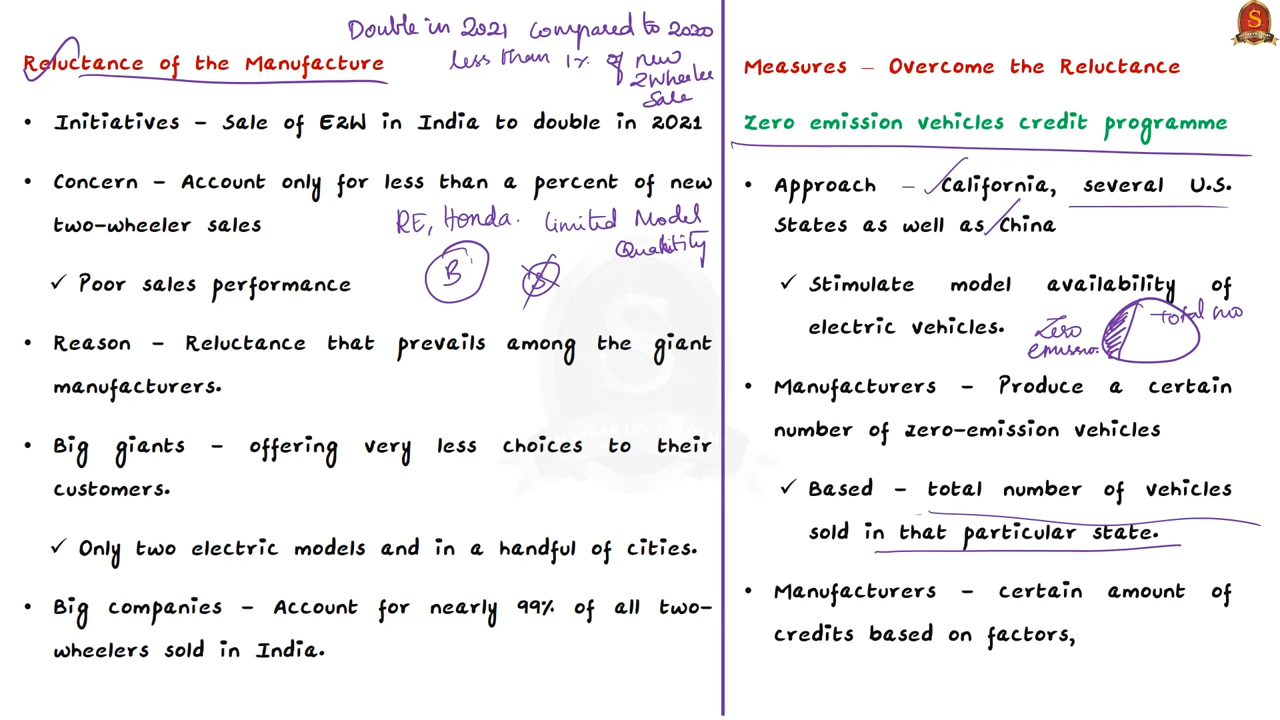 Double in 2021 compared to 2020
less than 1% of new
2 Wheeler
Sale
Reluctance of the Manufacture
• Initiatives – Sale of E2W in India to double in 2021
• Concern – Account only for less than a percent of new
two-wheeler sales
RE, Honda. Limited Model
Quantity
B
✓ Poor sales performance
• Reason – Reluctance that prevails among the giant
manufacturers.
• Big giants – offering very less choices to their
customers.
✓ Only two electric models and in a handful of cities.
• Big companies – Account for nearly 99% of all two-
wheelers sold in India.
Measures – Overcome the Reluctance
Zero emission vehicles credit programme
• Approach – California, several U.S.
States as well as China
✓ Stimulate model availability of
electric vehicles.
Zero
total
• Manufacturers – Produce a certain
number of zero-emission vehicles
✓ Based – total number of vehicles
sold in that particular state.
• Manufacturers – certain amount of
credits based on factors,